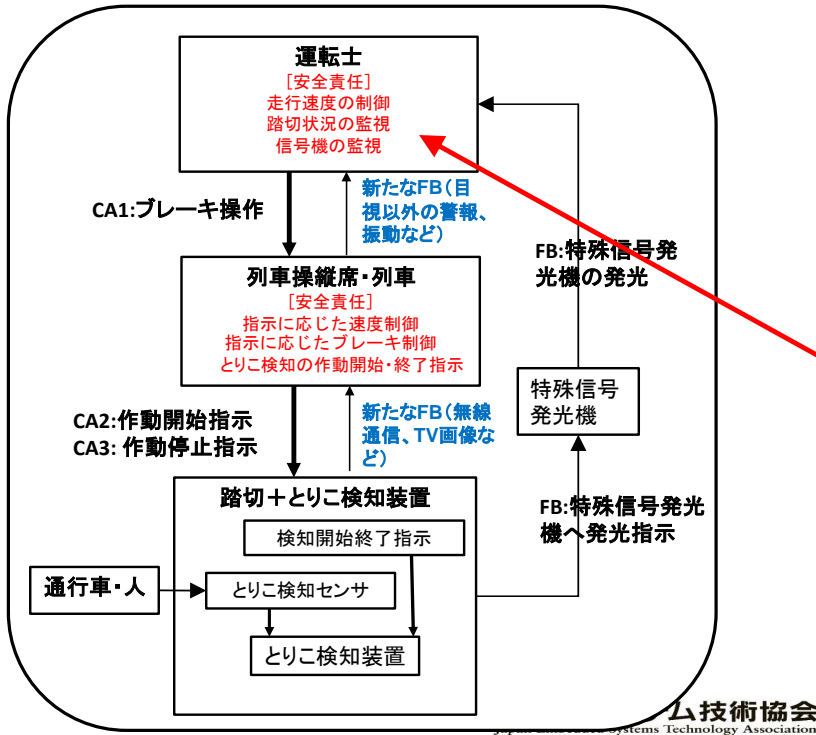 運転士
[安全責任]
走行速度の制御
踏切状況の監視
信号機の監視
CA1:ブレーキ操作
新たなFB(目
視以外の警報、
振動など)
FB:特殊信号発
光機の発光
列車操縦席・列車
[安全責任]
指示に応じた速度制御
指示に応じたブレーキ制御
とりこ検知の作動開始・終了指示
特殊信号
発光機
CA2:作動開始指示
CA3: 作動停止指示
新たなFB(無線
通信、TV画像な
ど)
踏切+とりこ検知装置
検知開始終了指示
FB:特殊信号発光
機へ発光指示
通行車・人
とりこ検知センサ
とりこ検知装置
ム技術協会
Systems Technology Association